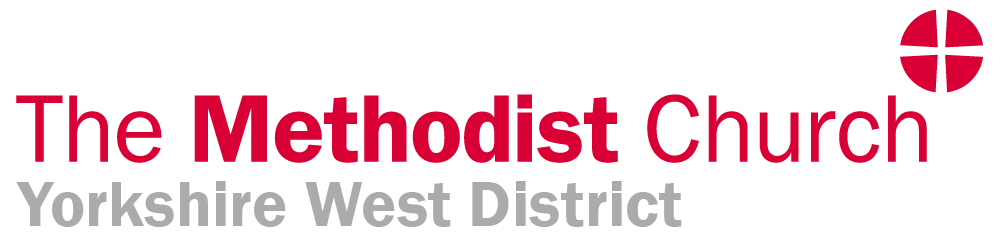 The Methodist Church
Yorkshire West District